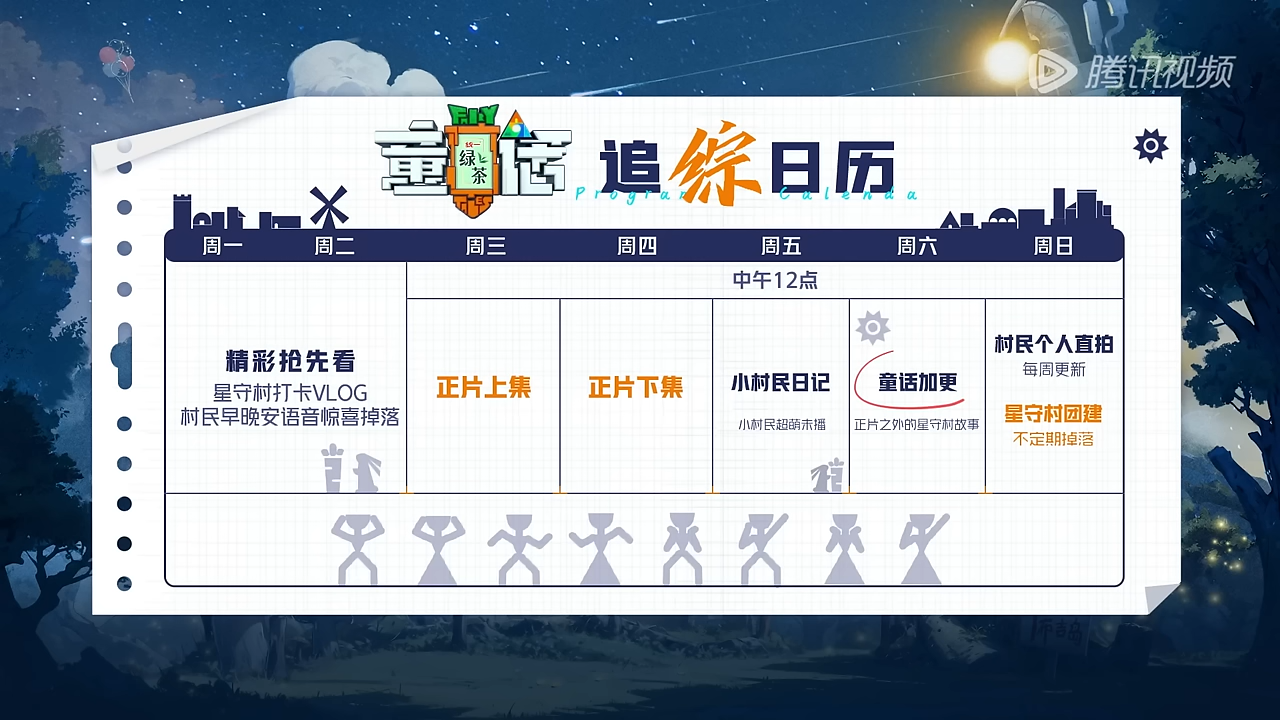 腾讯视频
FLY
童话
统一
绿茶
追综日历
Program Calenda
周一 周二 周三 周四 周五 周六 周日
中午12点
精彩抢先看
星守村打卡VLOG
村民早晚安语音惊喜掉落
正片上集
正片下集
小村民日记
小村民超萌未播
童话加更
正片之外的星守村故事
村民个人直拍
每周更新
星守村团建
不定期掉落